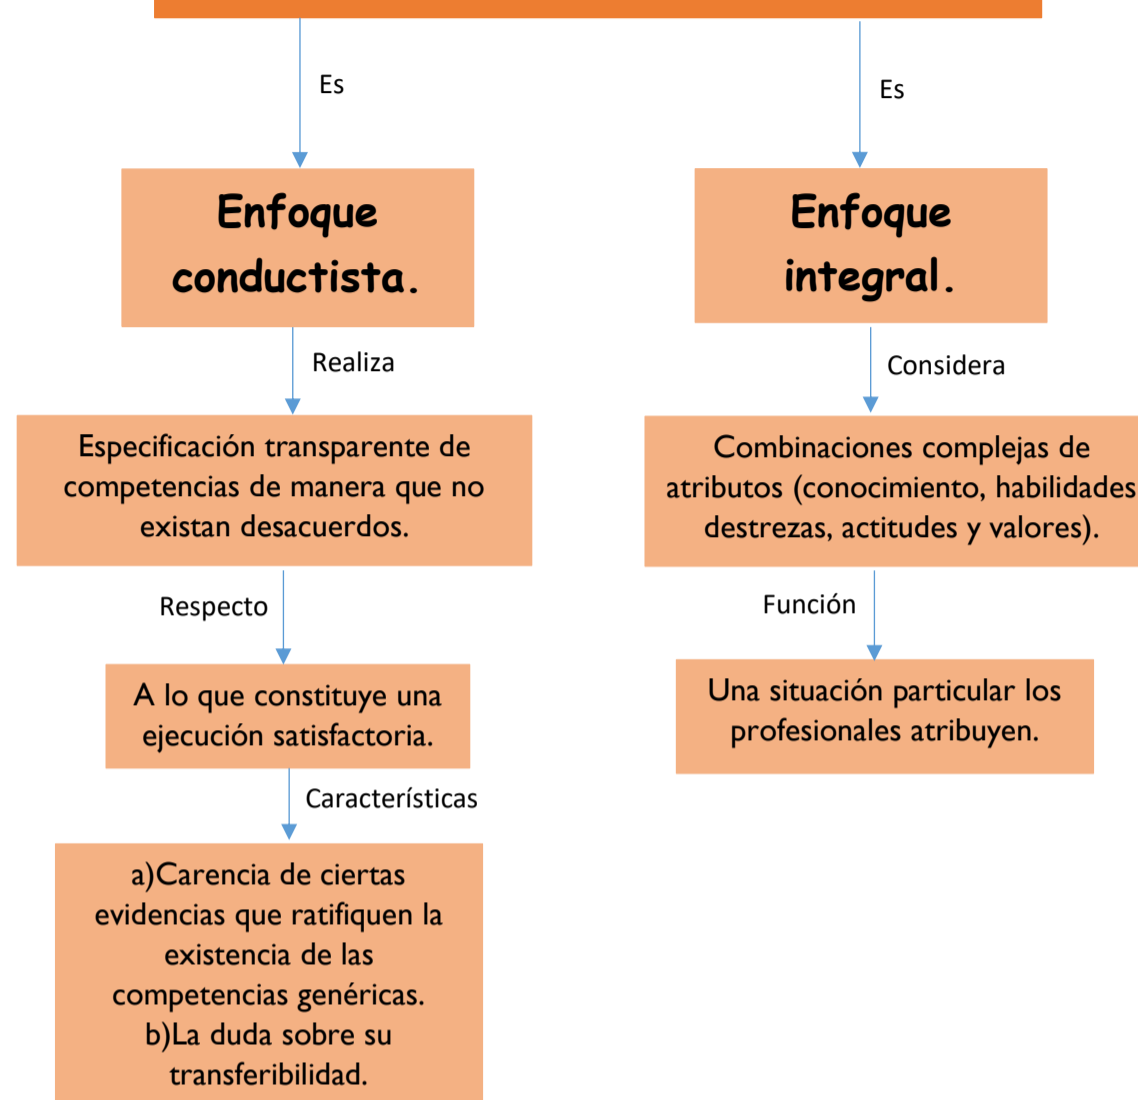 Es
Enfoque
conductista.
Realiza
Especificación transparente de
competencias de manera que no
existan desacuerdos.
Respecto
A lo que constituye una
ejecución satisfactoria.
Característicias
a)Carencia de ciertas
evidencias que ratifiquen la
existencia de las
competencias genéricas.
b)La duda sobre su
transferibilidad.
Es
Enfoque
integral.
Considera
Combinaciones complejas de
atributos (conocimiento, habilidades
destrezas, actitudes y valores).
Función
Una situación particular los
profesionales atribuyen.